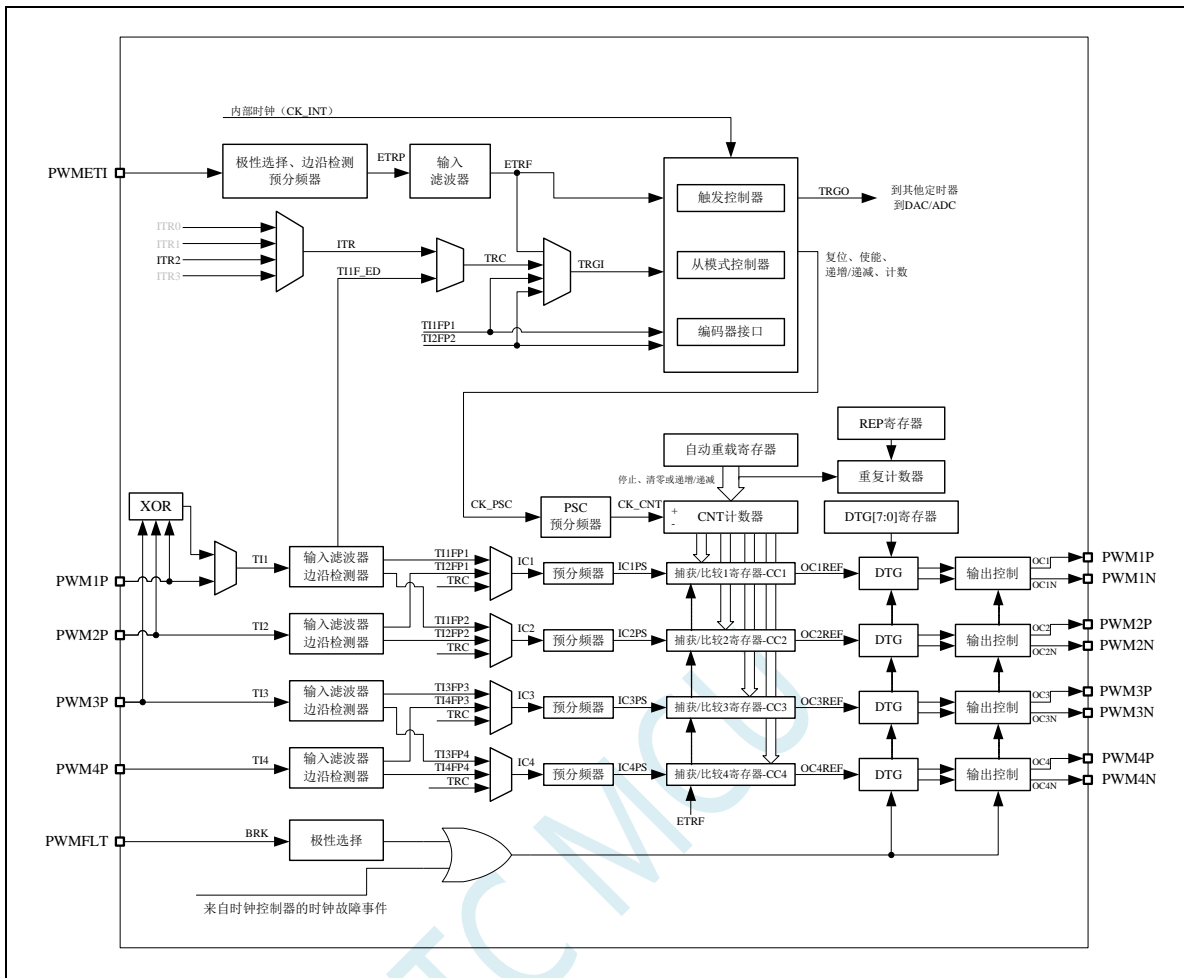 内部时钟（CK_INT）
PWMETI
极性选择、边沿检测
预分频器
ETRP
输入
滤波器
ETRF
触发控制器
TRGO
到其他定时器
到DAC/ADC
ITR0
ITR1
ITR2
ITR3
ITR
TI1F_ED
TRC
TRGI
从模式控制器
复位、使能、
递增/递减、计数
TI1FP1
TI2FP2
编码器接口
REP寄存器
自动重载寄存器
停止、清零或递增/递减
重复计数器
CK_PSC
PSC
预分频器
CK_CNT
+
-
CNT计数器
DTG[7:0]寄存器
XOR
PWM1P
TI1
输入滤波器
边沿检测器
TI1FP1
TI2FP1
TRC
IC1
预分频器
IC1PS
捕获/比较1寄存器-CC1
OC1REF
DTG
输出控制
OC1
OC1N
PWM1P
PWM1N
PWM2P
TI2
输入滤波器
边沿检测器
TI1FP2
TI2FP2
TRC
IC2
预分频器
IC2PS
捕获/比较2寄存器-CC2
OC2REF
DTG
输出控制
OC2
OC2N
PWM2P
PWM2N
PWM3P
TI3
输入滤波器
边沿检测器
TI3FP3
TI4FP3
TRC
IC3
预分频器
IC3PS
捕获/比较3寄存器-CC3
OC3REF
DTG
输出控制
OC3
OC3N
PWM3P
PWM3N
PWM4P
TI4
输入滤波器
边沿检测器
TI3FP4
TI4FP4
TRC
IC4
预分频器
IC4PS
捕获/比较4寄存器-CC4
OC4REF
DTG
输出控制
OC4
OC4N
PWM4P
PWM4N
ETRF
PWMFLT
BRK
极性选择
来自时钟控制器的时钟故障事件
TC MCU